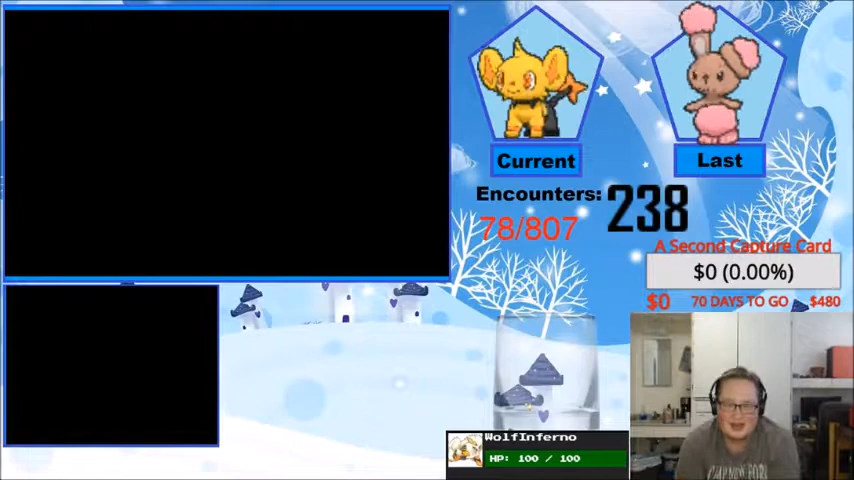 Current
Last
Encounters: 238
78/807
A Second Capture Card
$0 (0.00%)
$0 70 DAYS TO GO $480
WolfInferno
HP: 100 / 100